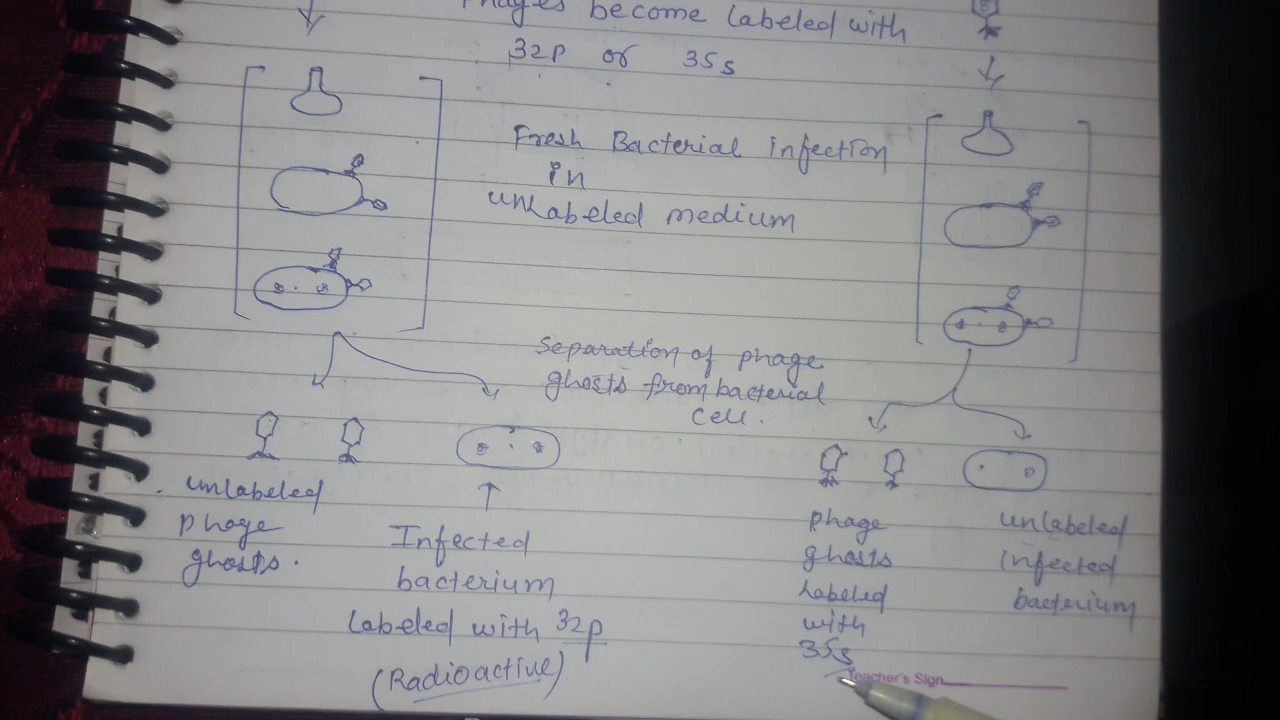 Phages become labeled with
32P or 35s
Fresh Bacterial infection
in
unlabeled medium
Separation of phage
ghosts from bacterial
cell.
unlabeled
phage
ghosts.
Infected
bacterium
labeled with 32p
(Radioactive)
phage
ghosts
labeled
with
35s
unlabeled
infected
bacterium
Teacher's Sign